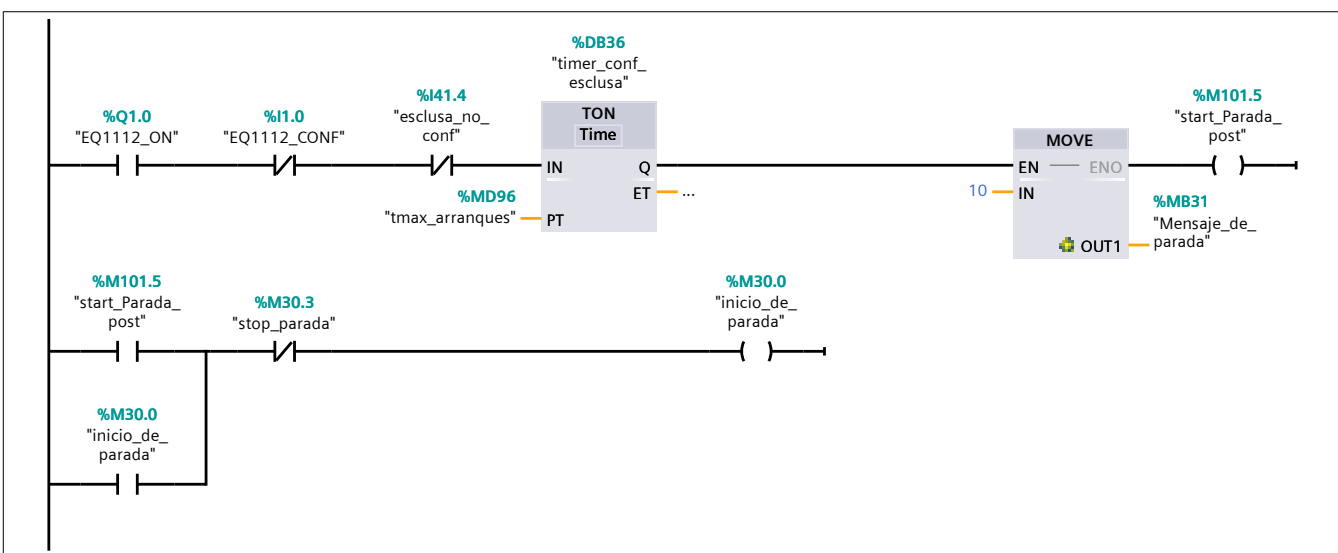 %DB36
"timer_conf_
esclusa"
%Q1.0
"EQ1112_ON"
%I1.0
"EQ1112_CONF"
%I41.4
"esclusa_no_
conf"
TON
Time
IN
Q
ET
...
%MD96
"tmax_arranques"
PT
MOVE
EN
ENO
10
IN
OUT1
%M101.5
"start_Parada_
post"
%MB31
"Mensaje_de_
parada"
%M101.5
"start_Parada_
post"
%M30.3
"stop_parada"
%M30.0
"inicio_de_
parada"
%M30.0
"inicio_de_
parada"